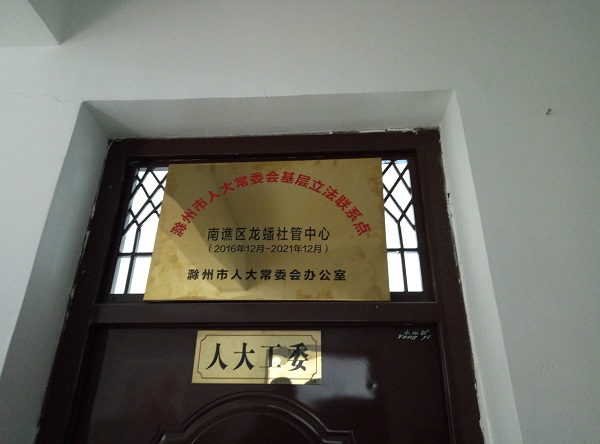 滁州市人大常委会基层立法联系点
南谯区龙蟠社管中心
（2016年12月-2021年12月）
滁州市人大常委会办公室
Yong ji
人大工委